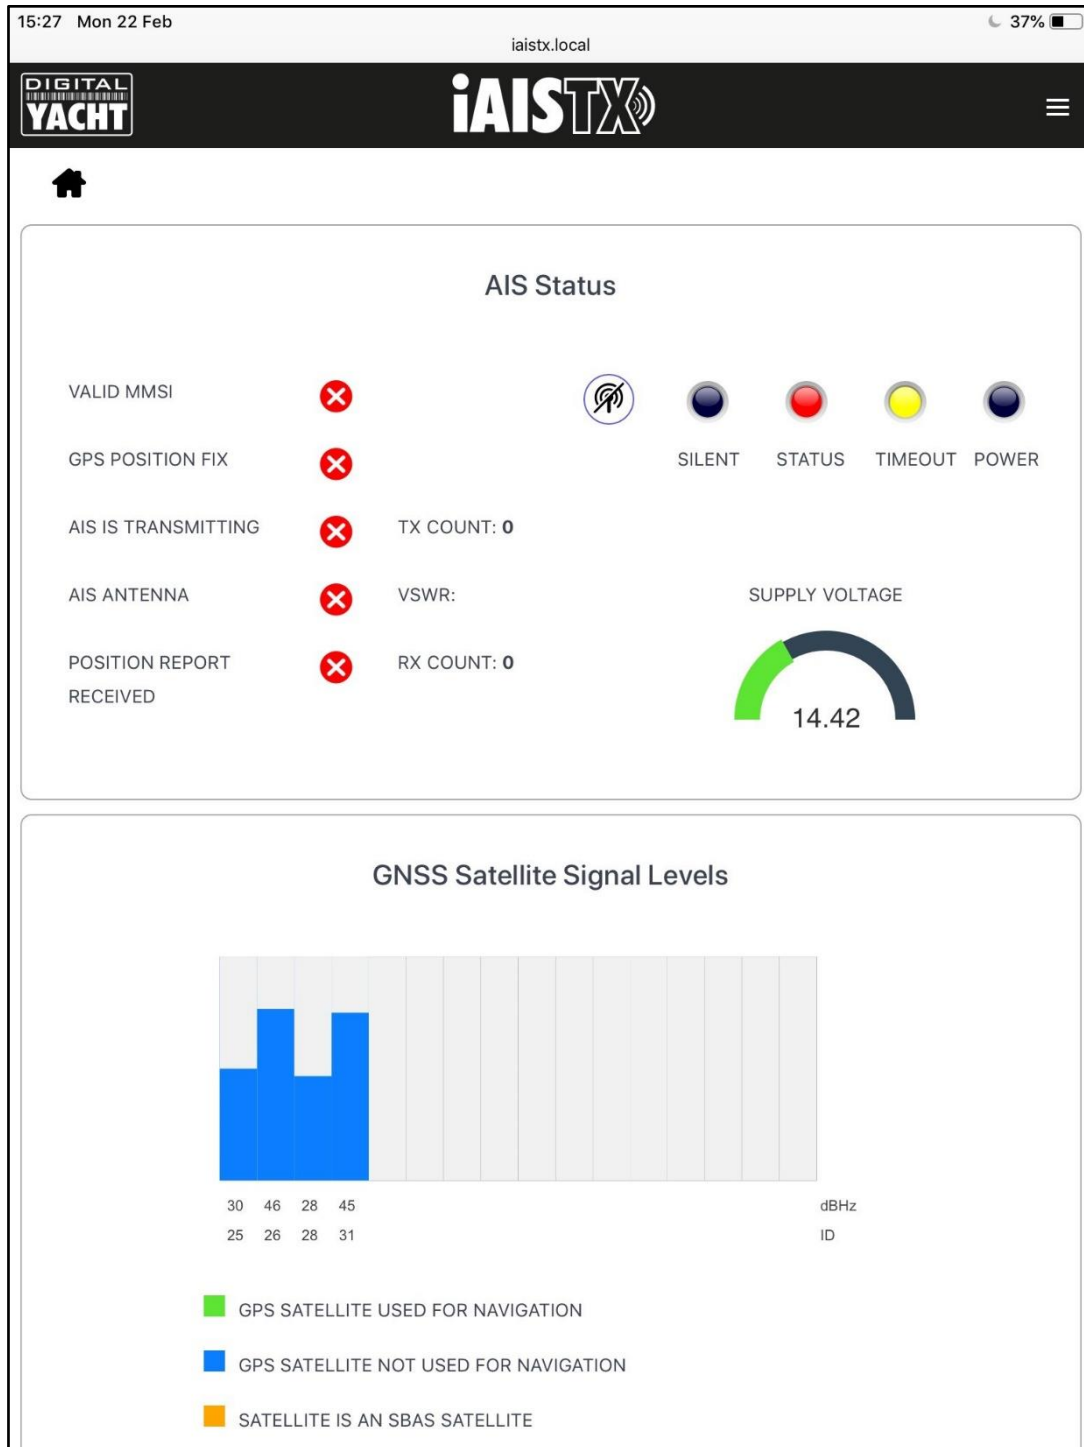 15:27 Mon 22 Feb
37%
iaistx.local
DIGITAL
YACHT
iAISTX
AIS Status
VALID MMSI
GPS POSITION FIX
SILENT STATUS TIMEOUT POWER
AIS IS TRANSMITTING TX COUNT: 0
AIS ANTENNA VSWR: SUPPLY VOLTAGE
POSITION REPORT RX COUNT: 0
RECEIVED
14.42
GNSS Satellite Signal Levels
30 46 28 45 dBHz
25 26 28 31 ID
GPS SATELLITE USED FOR NAVIGATION
GPS SATELLITE NOT USED FOR NAVIGATION
SATELLITE IS AN SBAS SATELLITE